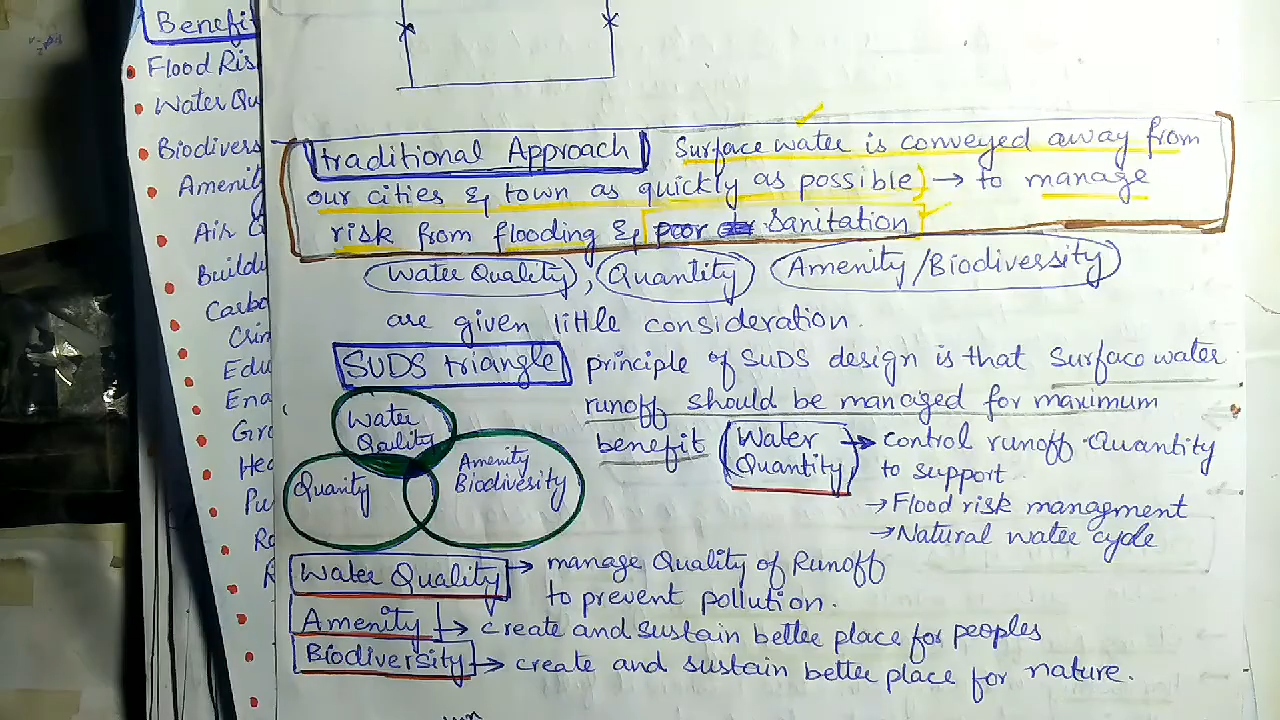 Benefi
Flood Ris
Water Qu
Biodivers
Amenity
Air Q
Buildi
Carbo
Crim
Edu
Ena
Gro
Hea
Pu
Re
Traditional Approach Surface water is conveyed away from
our cities & town as quickly as possible) → to manage
risk from flooding & poor Sanitation
Water Quality, Quantity Amenity/Biodiversity
are given little consideration.
SUDS triangle principle of SUDS design is that surface water
runoff should be managed for maximum
benefit
Water Quantity → control runoff Quantity
to support
→ Flood risk managment
→ Natural water cycle
Water
Qaulity
Quanity
Amenity
Biodivesity
Water Quality → manage Quality of Runoff
to prevent pollution.
Amenity → create and sustain better place for peoples
Biodiversity → create and sustain better place for nature.